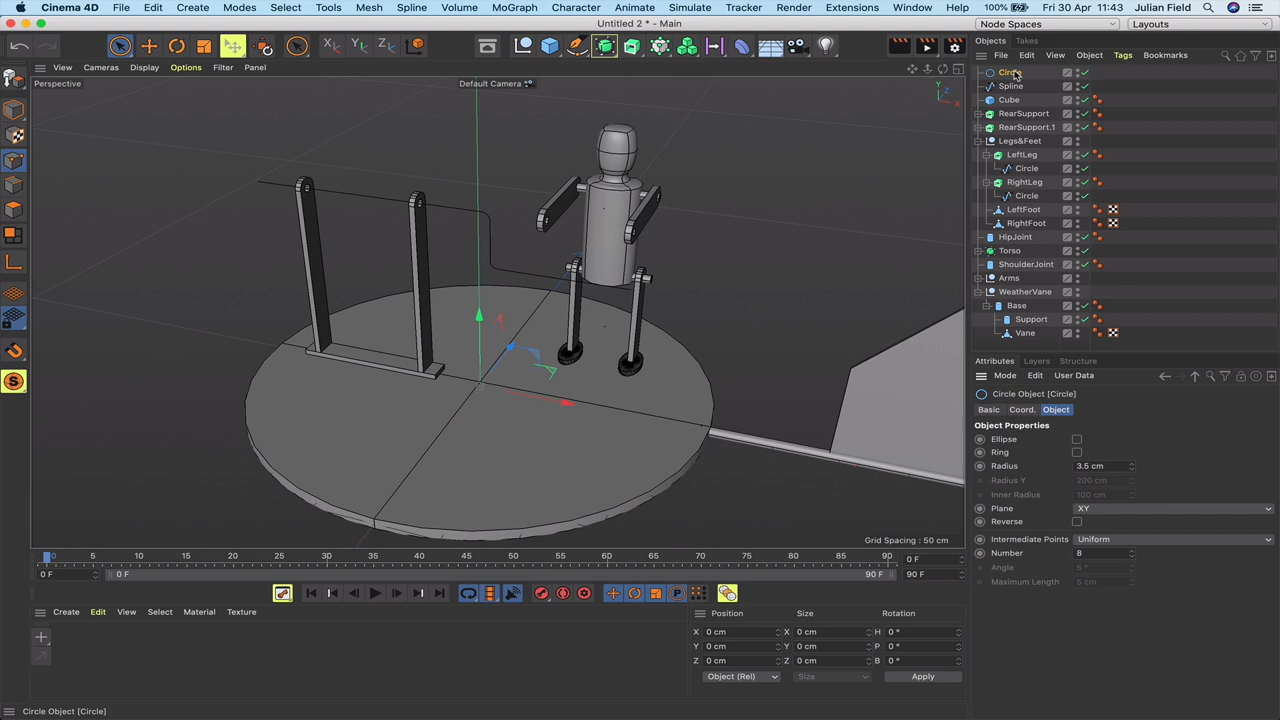 Cinema 4D File Edit Create Modes Select Tools Mesh Spline Volume MoGraph Character Animate Simulate Tracker Render Extensions Window Help 100% Fri 30 Apr 11:43 Julian Field
Untitled 2 * - Main
Node Spaces Layouts
Objects Takes
File Edit View Object Tags Bookmarks
View Cameras Display Options Filter Panel
Perspective
Default Camera
Y
Z
X
Circle
Spline
Cube
RearSupport
RearSupport.1
Legs&Feet
LeftLeg
Circle
RightLeg
Circle
LeftFoot
RightFoot
HipJoint
Torso
ShoulderJoint
Arms
WeatherVane
Base
Support
Vane
Attributes Layers Structure
Mode Edit User Data
Circle Object [Circle]
Basic Coord. Object
Object Properties
Ellipse
Ring
Radius 3.5 cm
Radius Y 200 cm
Inner Radius 100 cm
Plane XY
Reverse
Intermediate Points Uniform
Number 8
Angle 5 °
Maximum Length 5 cm
Grid Spacing : 50 cm
0 5 10 15 20 25 30 35 40 45 50 55 60 65 70 75 80 85 90 0 F
0 F 0 F 90 F 90 F
Create Edit View Select Material Texture
Position Size Rotation
X 0 cm X 0 cm H 0 °
Y 0 cm Y 0 cm P 0 °
Z 0 cm Z 0 cm B 0 °
Object (Rel) Size Apply
Circle Object [Circle]